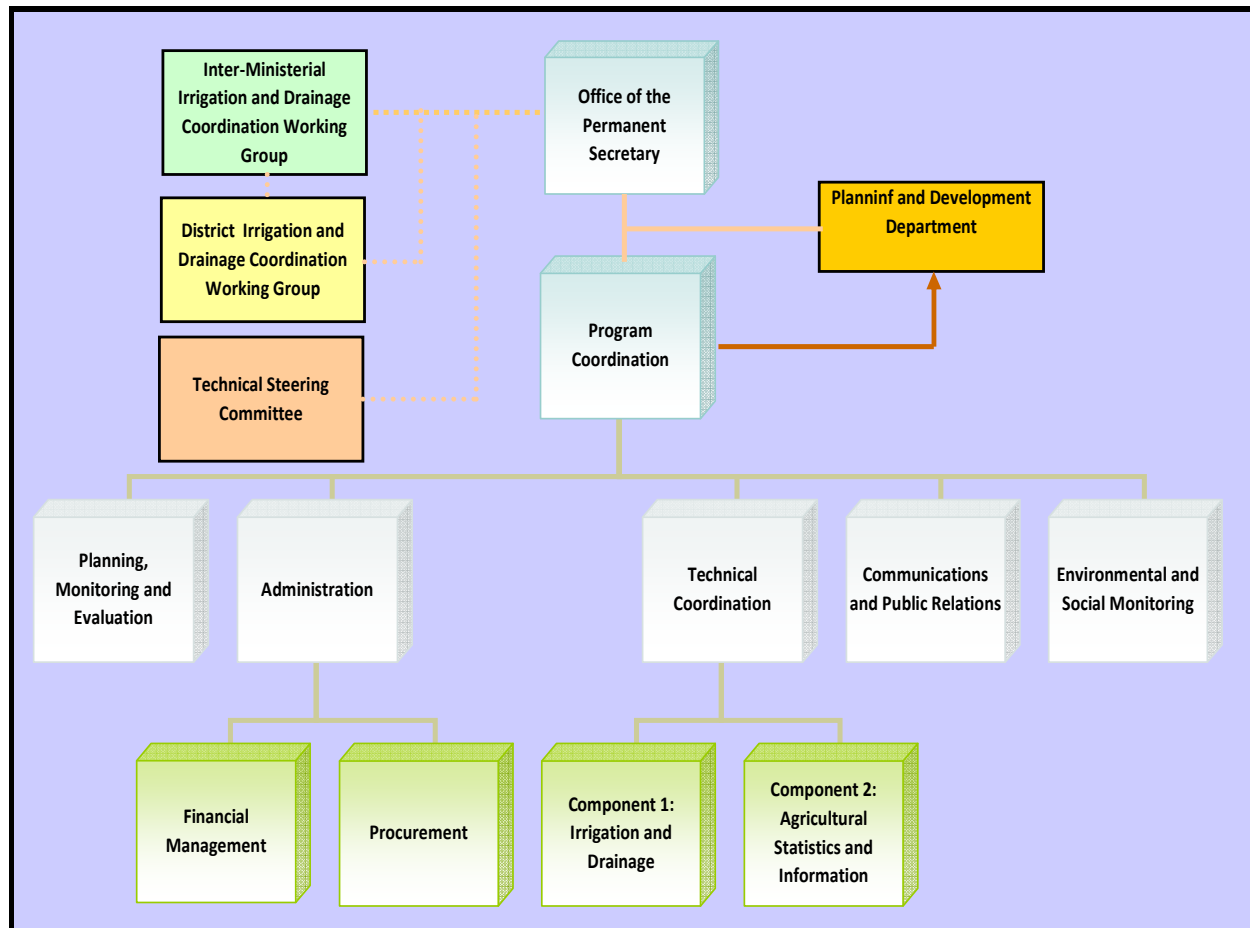 Inter-Ministerial
Irrigation and Drainage
Coordination Working
Group
Office of the
Permanent
Secretary
Planninf and Development
Department
District Irrigation and
Drainage Coordination
Working Group
Program
Coordination
Technical Steering
Committee
Planning,
Monitoring and
Evaluation
Administration
Technical
Coordination
Communications
and Public Relations
Environmental and
Social Monitoring
Financial
Management
Procurement
Component 1:
Irrigation and
Drainage
Component 2:
Agricultural
Statistics and
Information